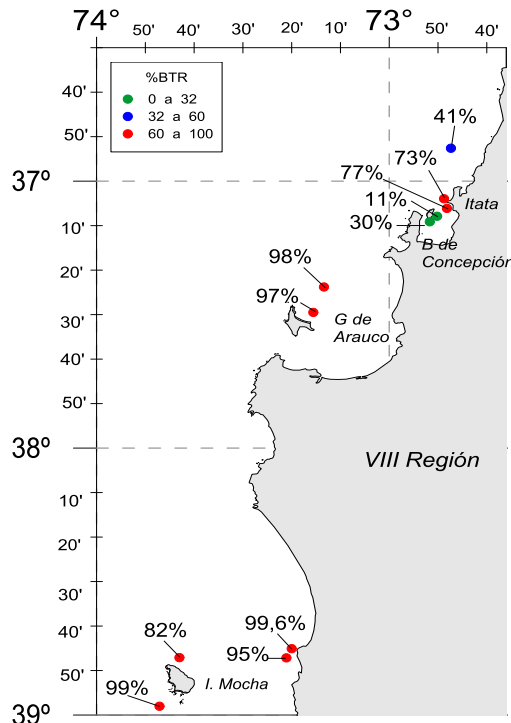 74° 73°
50' 40' 30' 20' 10' 50' 40'
%BTR
0 a 32
32 a 60
60 a 100
40'
50'
37º
10'
20'
30'
40'
50'
38º
10'
20'
30'
40'
50'
39º
41%
73%
77%
11%
30%
Itata
B de
Concepción
98%
97%
G de
Arauco
VIII Región
99,6%
82%
95%
99%
I. Mocha